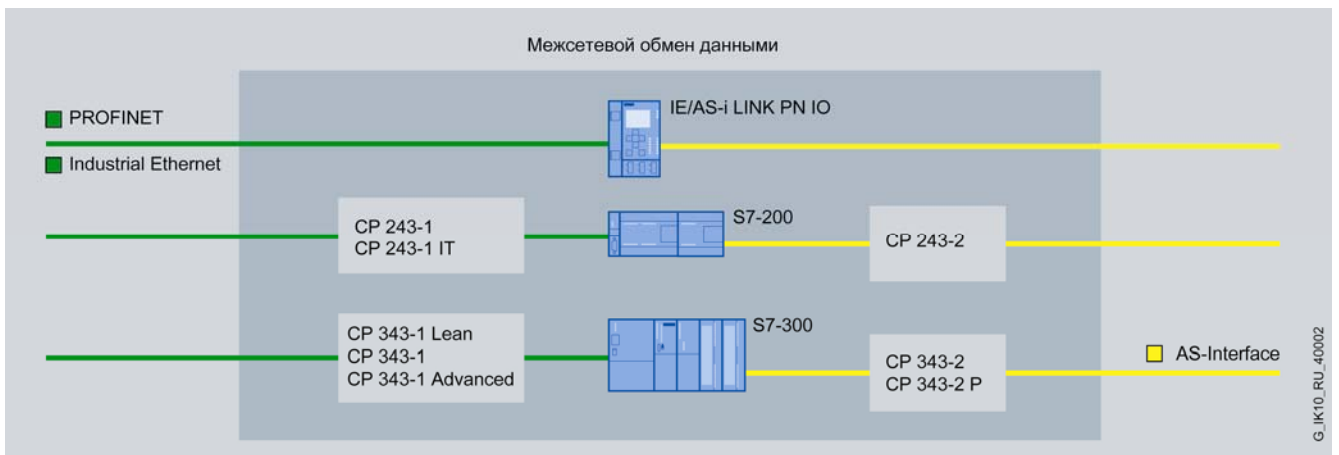 Межсетевой обмен данными
PROFINET
IE/AS-i LINK PN IO
Industrial Ethernet
CP 243-1
CP 243-1 IT
S7-200
CP 243-2
CP 343-1 Lean
CP 343-1
CP 343-1 Advanced
S7-300
CP 343-2
CP 343-2 P
AS-Interface
G_IK10_RU_40002